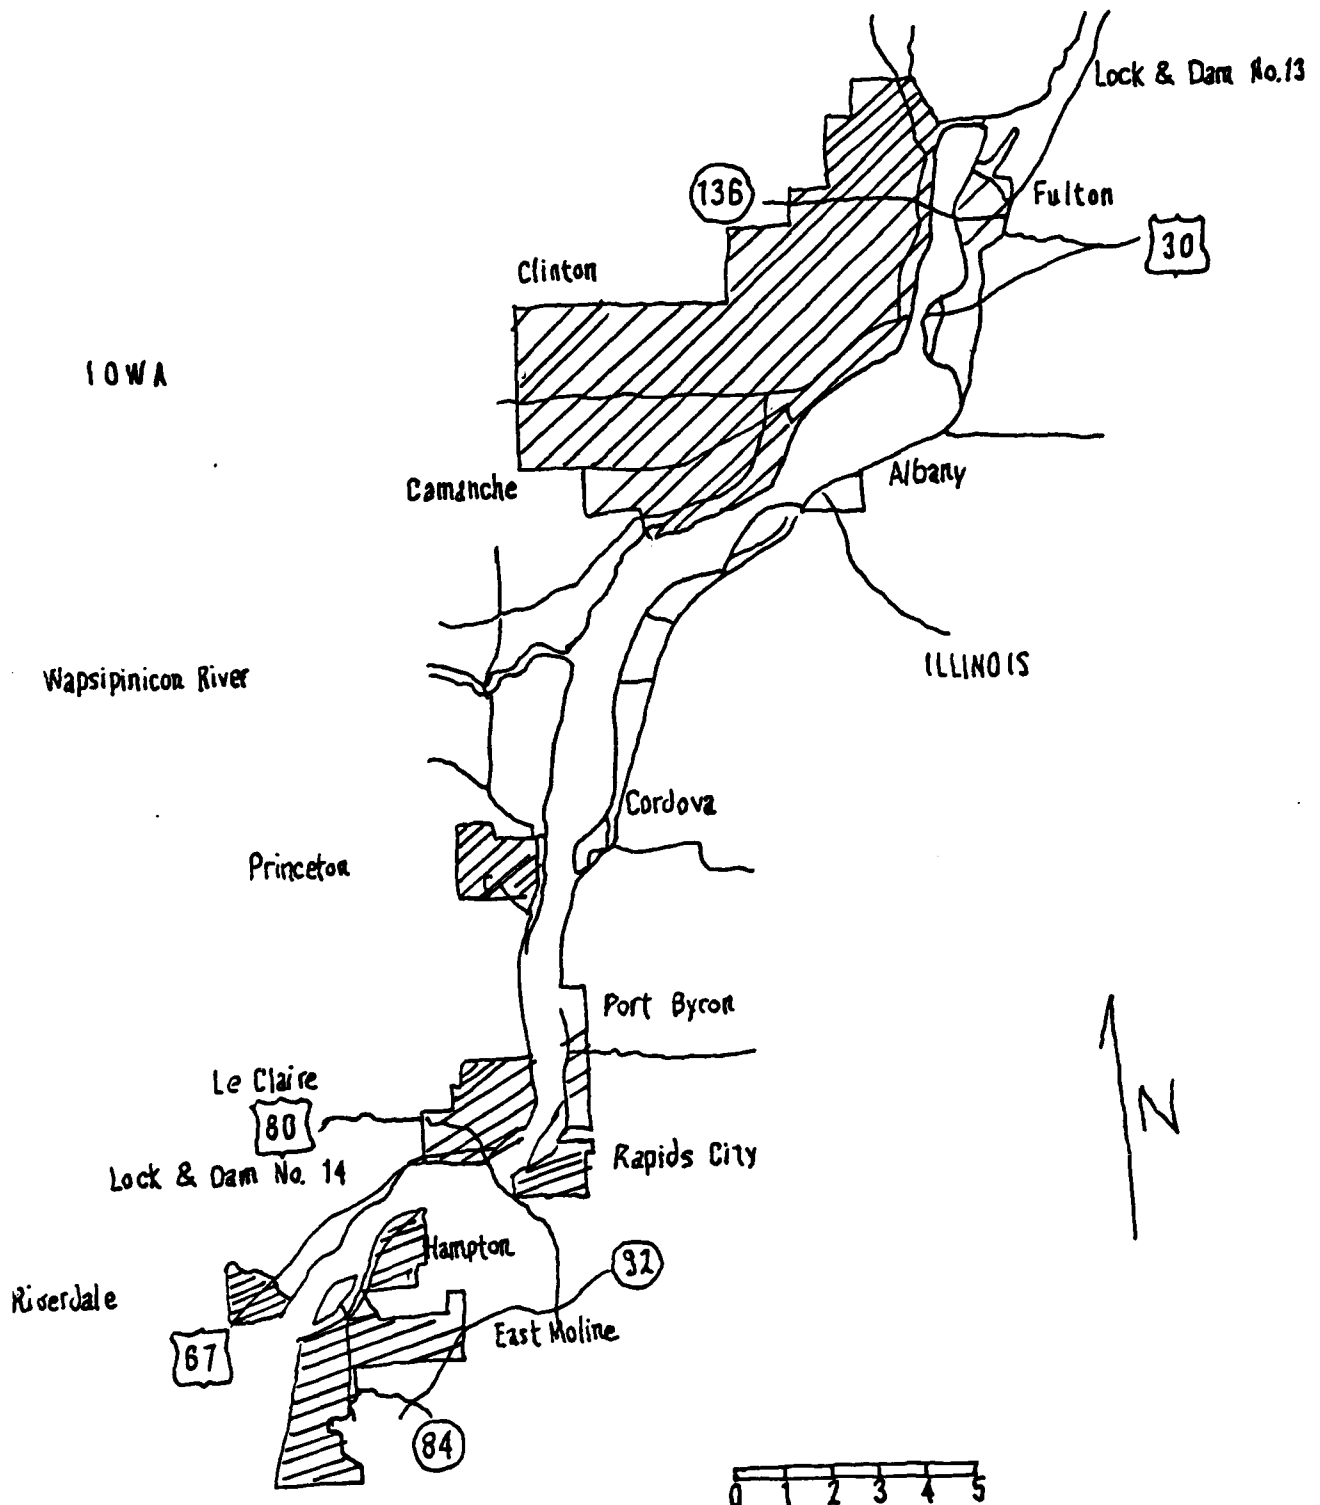 Lock & Dam No.13
136
Fulton
30
Clinton
IOWA
Camanche
Albany
ILLINOIS
Wapsipinicon River
Cordova
Princeton
Port Byron
Le Claire
80
N
Rapids City
Lock & Dam No. 14
Hampton
92
Riverdale
East Moline
67
84
0 1 2 3 4 5